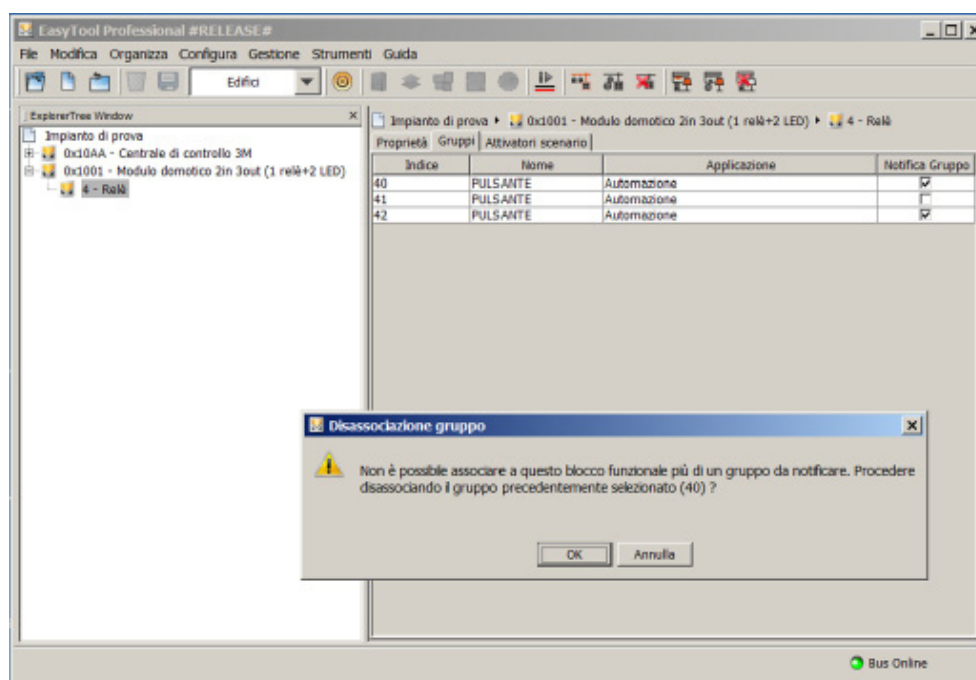 EasyTool Professional #RELEASE#
File Modifica Organizza Configura Gestione Strumenti Guida
Edifici
ExplorerTree Window
Impianto di prova
0x10AA - Centrale di controllo 3M
0x1001 - Modulo domotico 2in 3out (1 relè+2 LED)
4 - Relè
Impianto di prova 0x1001 - Modulo domotico 2in 3out (1 relè+2 LED) 4 - Relè
Proprietà Gruppi Attivatori scenario
Indice Nome Applicazione Notifica Gruppo
40 PULSANTE Automazione
41 PULSANTE Automazione
42 PULSANTE Automazione
Disassociazione gruppo
Non è possibile associare a questo blocco funzionale più di un gruppo da notificare. Procedere
disassociando il gruppo precedentemente selezionato (40) ?
OK Annulla
Bus Online